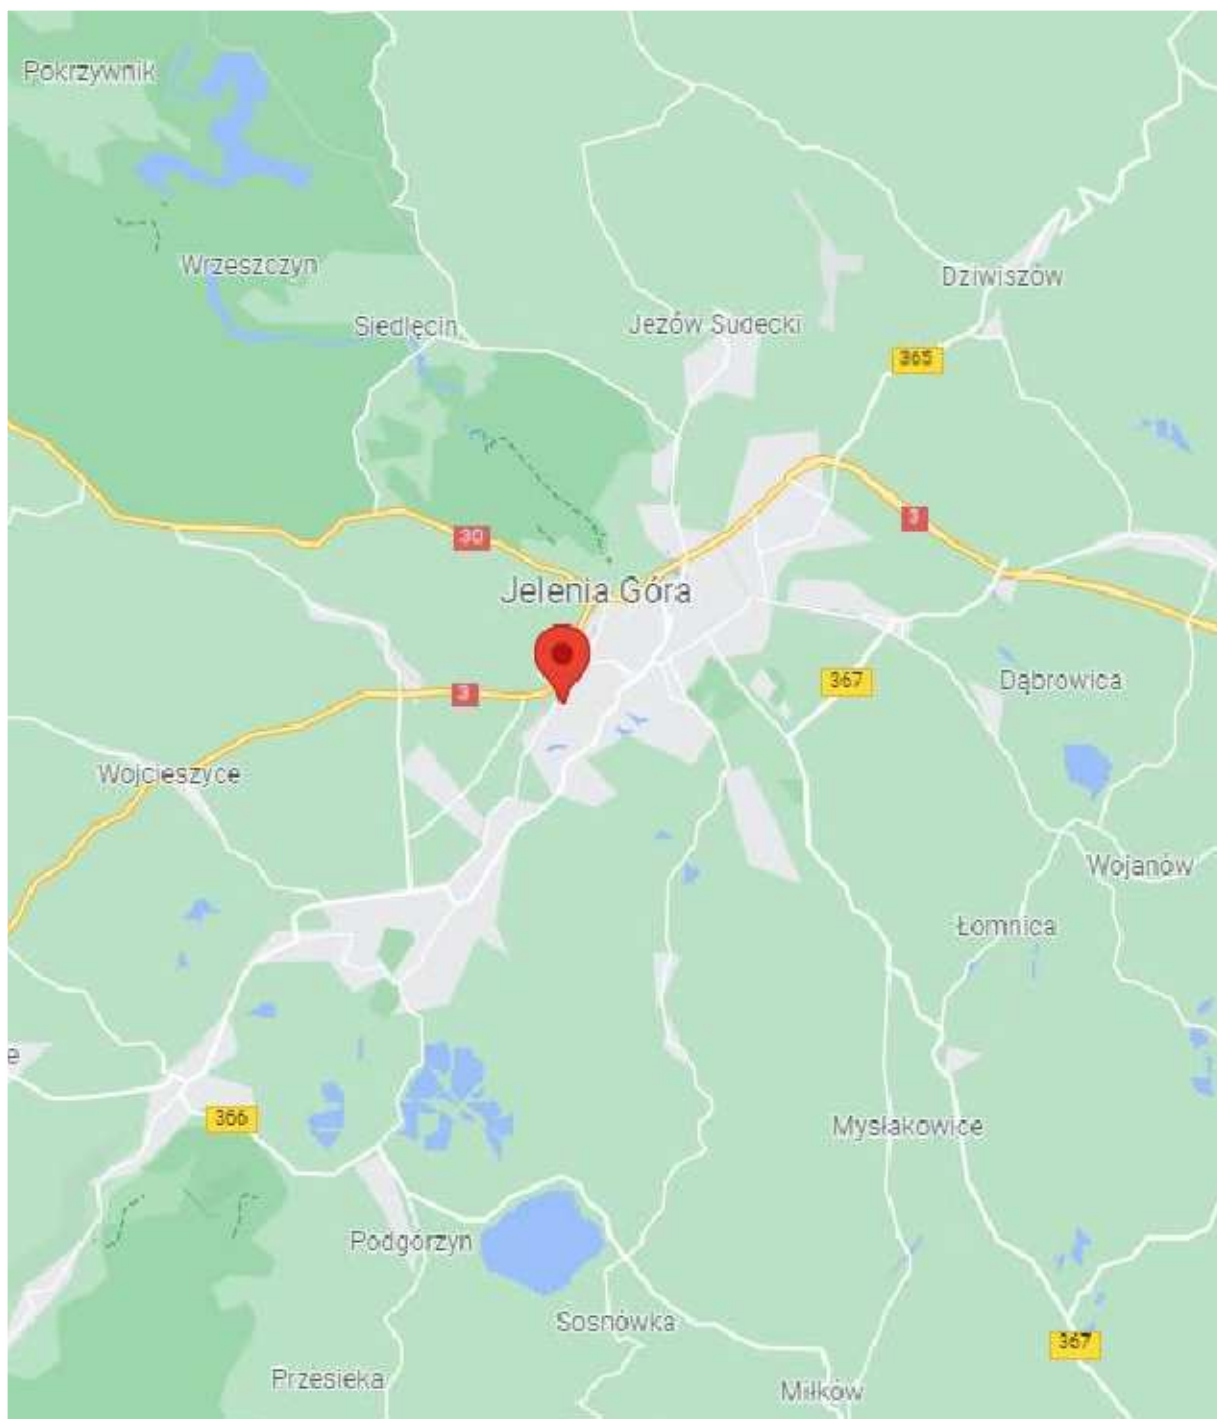 Pokrzywnik
Wrzeszczyn
Dziwiszów
Siedlęcin
Jeżów Sudecki
365
3
30
Jelenia Góra
367
Dąbrowica
3
Wojcieszyce
Wojanów
Łomnica
e
366
Mysłakowice
Podgórzyn
Sosnówka
367
Przesieka
Miłków